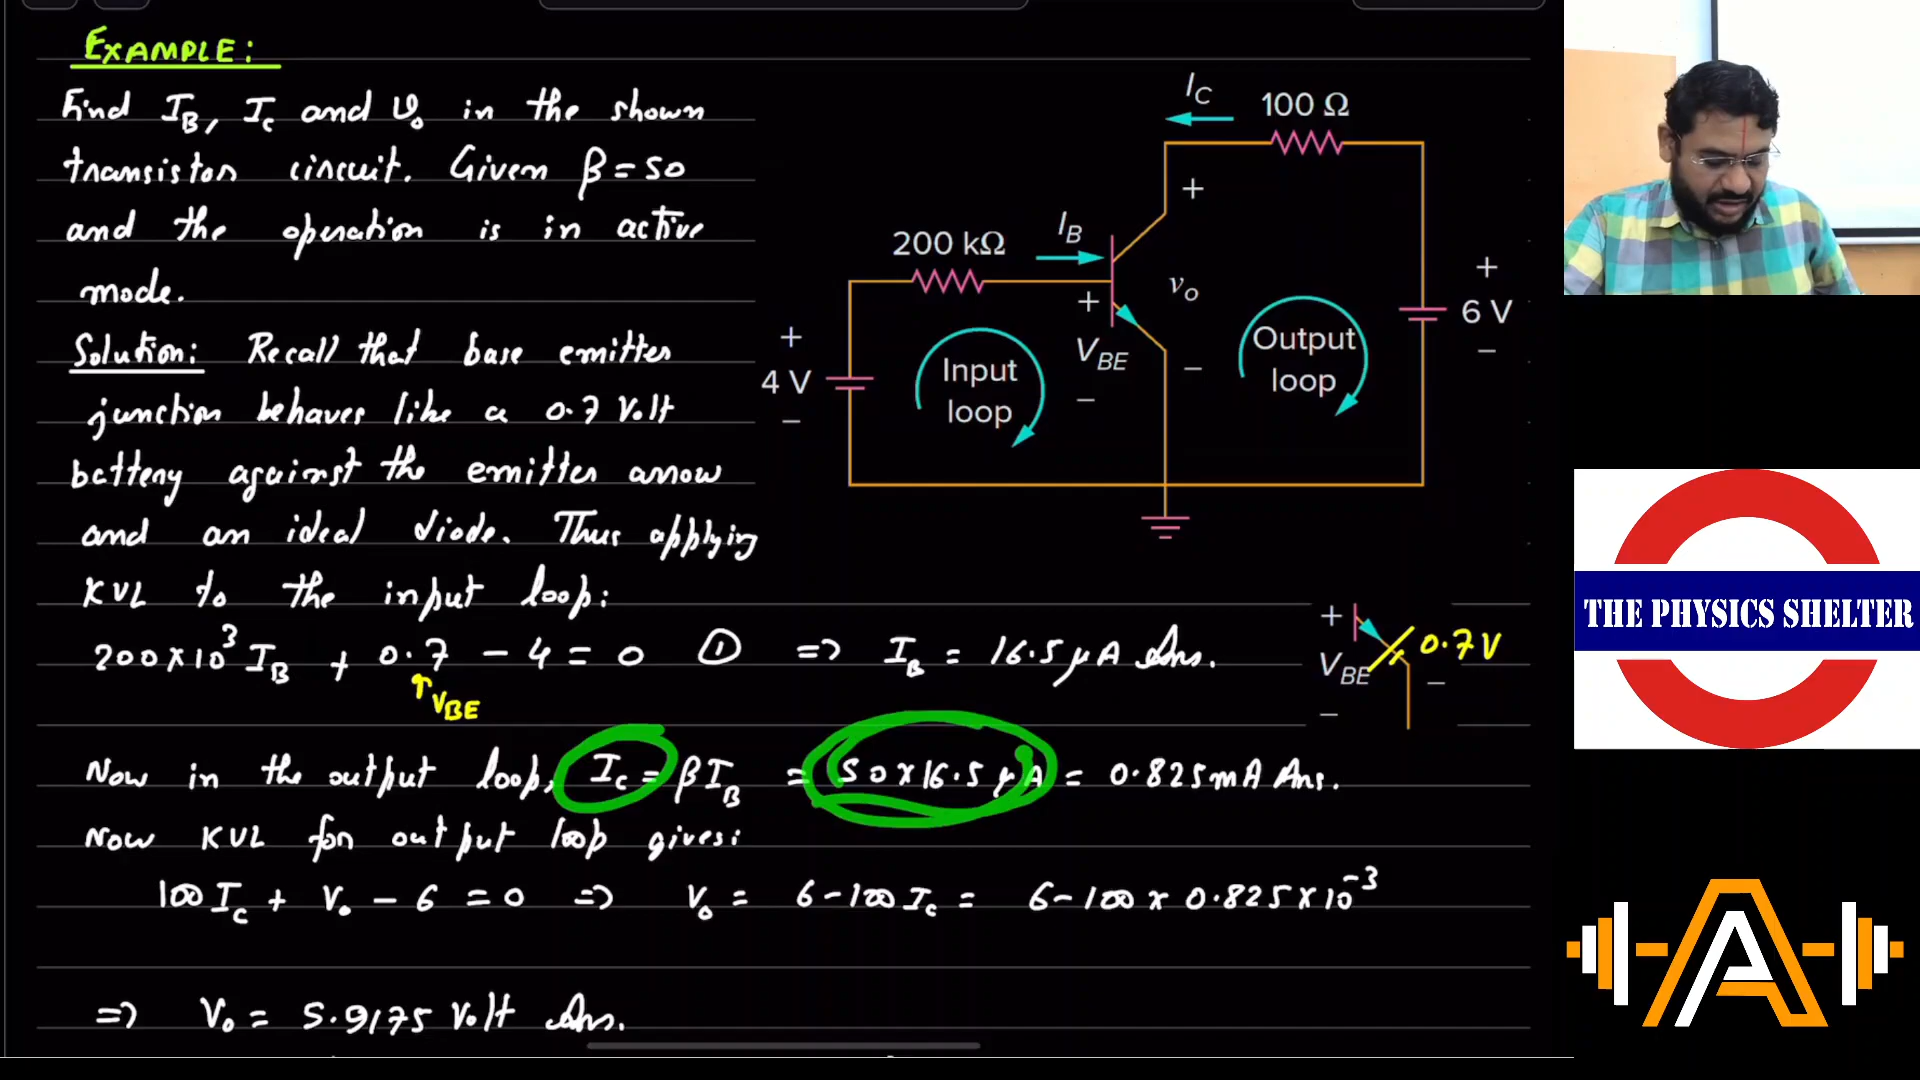 EXAMPLE:
Find I_B, I_C and v_o in the shown
transistor circuit. Given β = 50
and the operation is in active
mode.
Solution: Recall that base emitter
junction behaves like a 0.7 Volt
battery against the emitter arrow
and an ideal diode. Thus applying
KVL to the input loop:
200×10³ I_B + 0.7 - 4 = 0 ① => I_B = 16.5 μA Ans.
↑ V_BE
Now in the output loop, I_C = β I_B = 50×16.5 μA = 0.825 mA Ans.
Now KVL for output loop gives:
100 I_C + V_o - 6 = 0 => V_o = 6 - 100 I_C = 6 - 100 × 0.825 × 10⁻³
=> V_o = 5.9175 Volt Ans.
I_C
100 Ω
+
200 kΩ
I_B
+
v_o
V_BE
−
−
+
4 V
−
Input
loop
Output
loop
+
6 V
−
+
V_BE
−
0.7 V
−
THE PHYSICS SHELTER
A